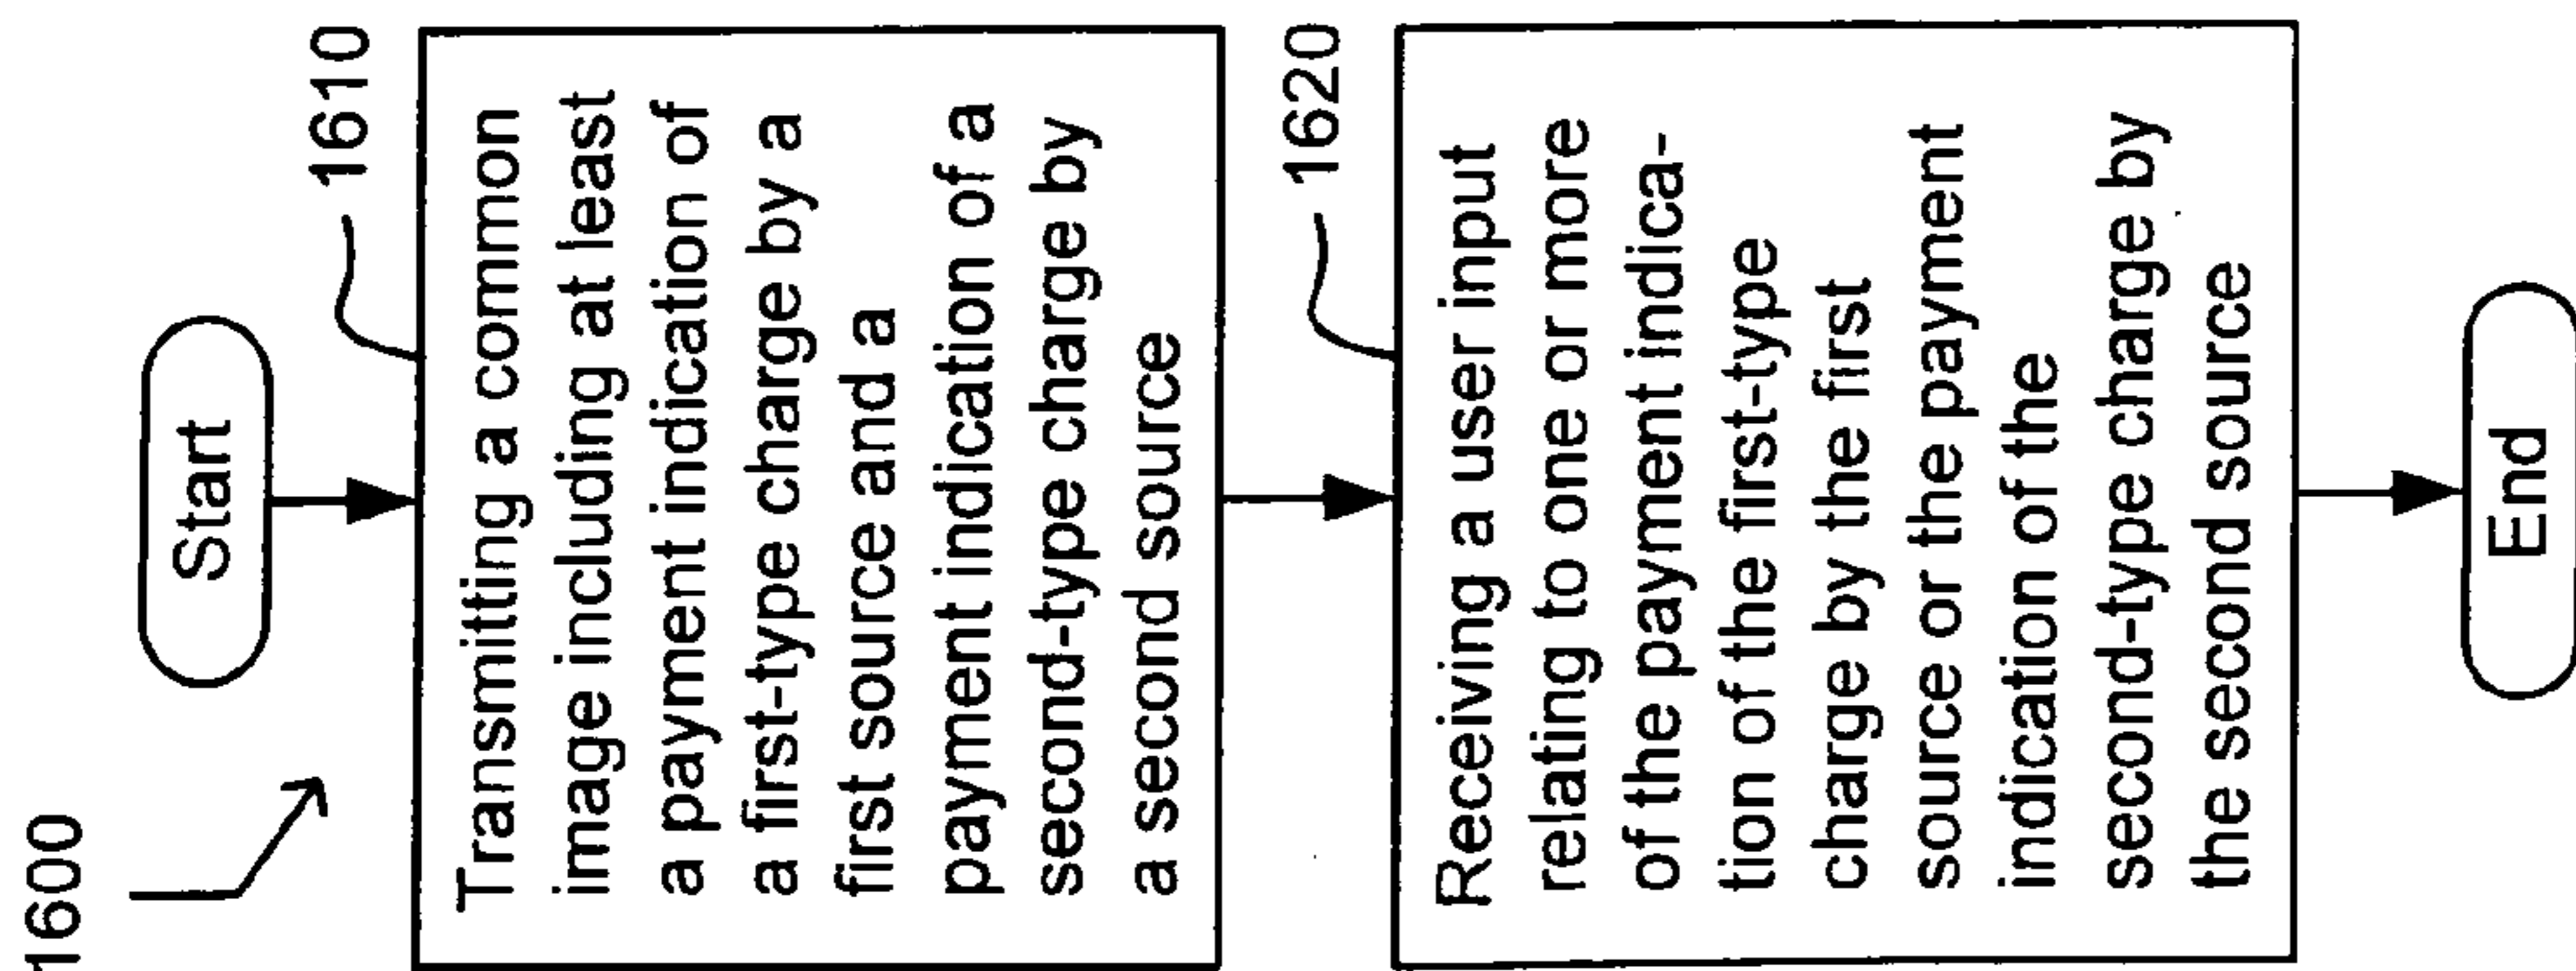 1600
Start
1610
Transmitting a common
image including at least
a payment indication of
a first-type charge by a
first source and a
payment indication of a
second-type charge by
a second source
1620
Receiving a user input
relating to one or more
of the payment indica-
tion of the first-type
charge by the first
source or the payment
indication of the
second-type charge by
the second source
End